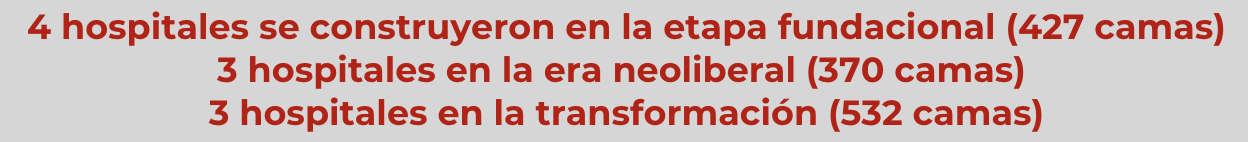 4 hospitales se construyeron en la etapa fundacional (427 camas)
3 hospitales en la era neoliberal (370 camas)
3 hospitales en la transformación (532 camas)